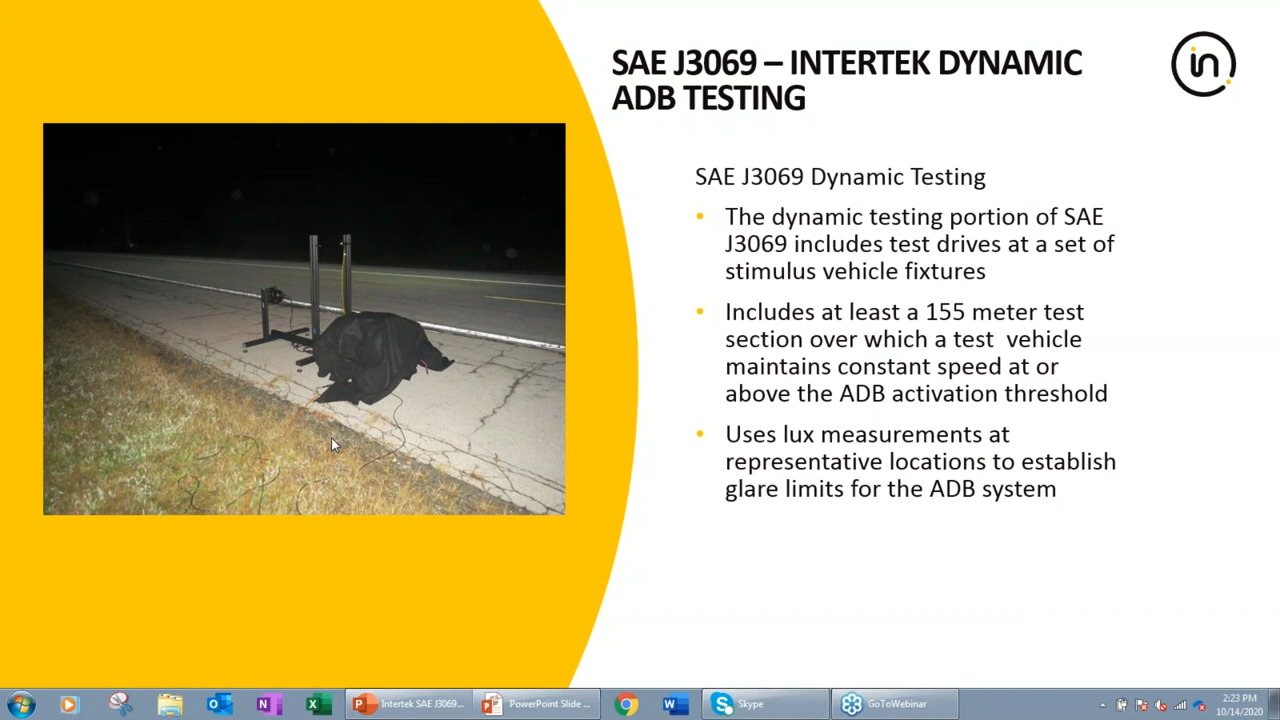 SAE J3069 – INTERTEK DYNAMIC
ADB TESTING
in
SAE J3069 Dynamic Testing
• The dynamic testing portion of SAE
J3069 includes test drives at a set of
stimulus vehicle fixtures
• Includes at least a 155 meter test
section over which a test vehicle
maintains constant speed at or
above the ADB activation threshold
• Uses lux measurements at
representative locations to establish
glare limits for the ADB system
Intertek SAE J3069...
PowerPoint Slide ...
Skype
GoToWebinar
2:23 PM
10/14/2020